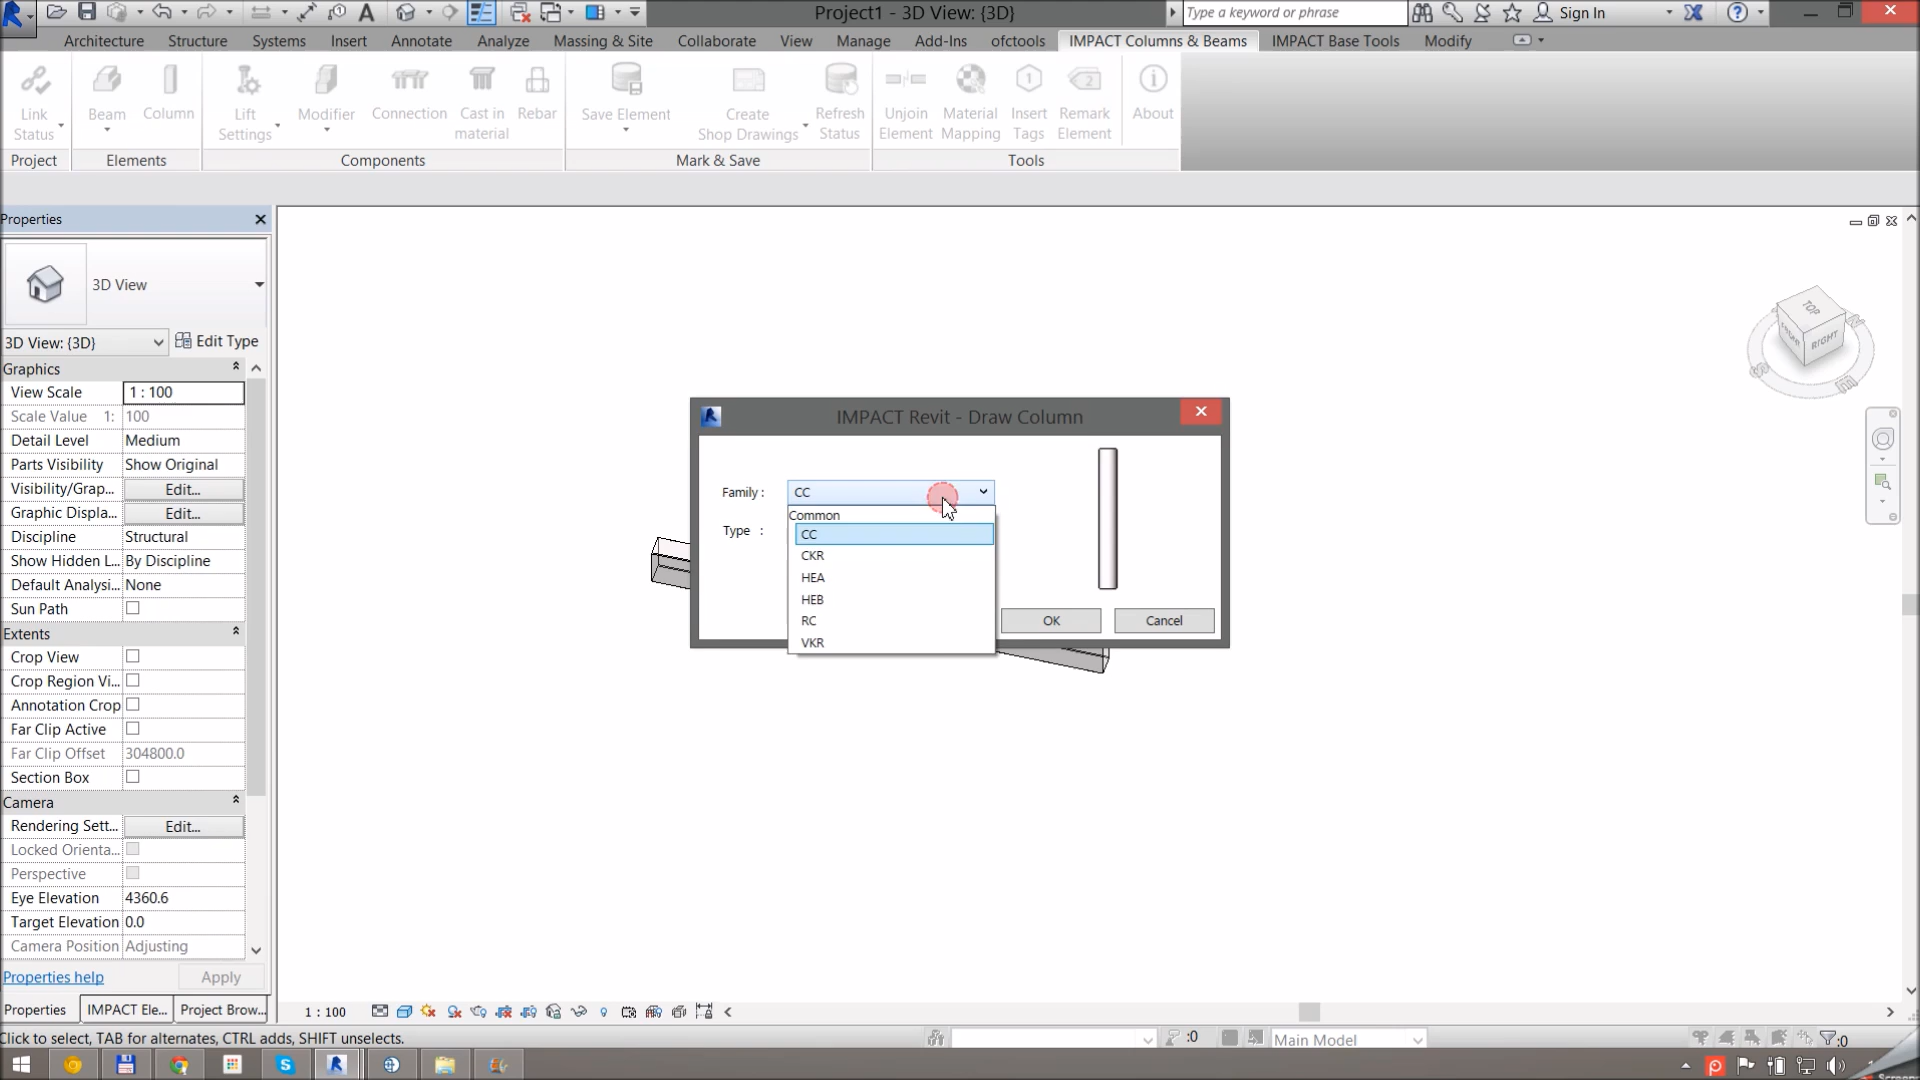 Project1 - 3D View: {3D}
Type a keyword or phrase
Sign In
Architecture Structure Systems Insert Annotate Analyze Massing & Site Collaborate View Manage Add-Ins ofctools IMPACT Columns & Beams IMPACT Base Tools Modify
Link Status
Beam
Column
Lift Settings
Modifier
Connection
Cast in material
Rebar
Save Element
Create Shop Drawings
Refresh Status
Unjoin Element
Material Mapping
Insert Tags
Remark Element
About
Project Elements Components Mark & Save Tools
Properties
3D View
3D View: {3D} Edit Type
Graphics
View Scale 1 : 100
Scale Value 1: 100
Detail Level Medium
Parts Visibility Show Original
Visibility/Grap... Edit...
Graphic Displa... Edit...
Discipline Structural
Show Hidden L... By Discipline
Default Analysi... None
Sun Path
Extents
Crop View
Crop Region Vi...
Annotation Crop
Far Clip Active
Far Clip Offset 304800.0
Section Box
Camera
Rendering Sett... Edit...
Locked Orienta...
Perspective
Eye Elevation 4360.6
Target Elevation 0.0
Camera Position Adjusting
Properties help Apply
Properties IMPACT Ele... Project Brow...
IMPACT Revit - Draw Column
Family : CC
Type :
Common
CC
CKR
HEA
HEB
RC
VKR
OK Cancel
TOP
RIGHT
1 : 100
Click to select, TAB for alternates, CTRL adds, SHIFT unselects.
:0
Main Model
:0